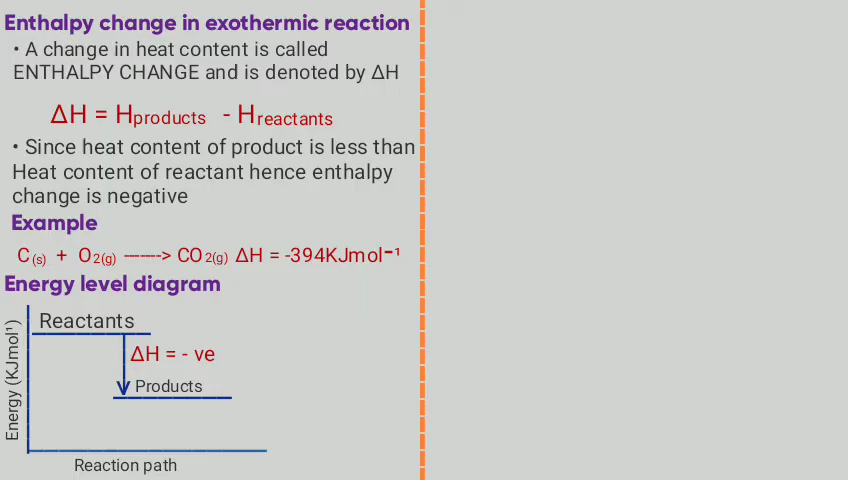 Enthalpy change in exothermic reaction
• A change in heat content is called
ENTHALPY CHANGE and is denoted by ΔH
ΔH = Hproducts - Hreactants
• Since heat content of product is less than
Heat content of reactant hence enthalpy
change is negative
Example
C(s) + O2(g) -------> CO2(g) ΔH = -394KJmol⁻¹
Energy level diagram
Reactants
ΔH = - ve
Products
Energy (KJmol¹)
Reaction path